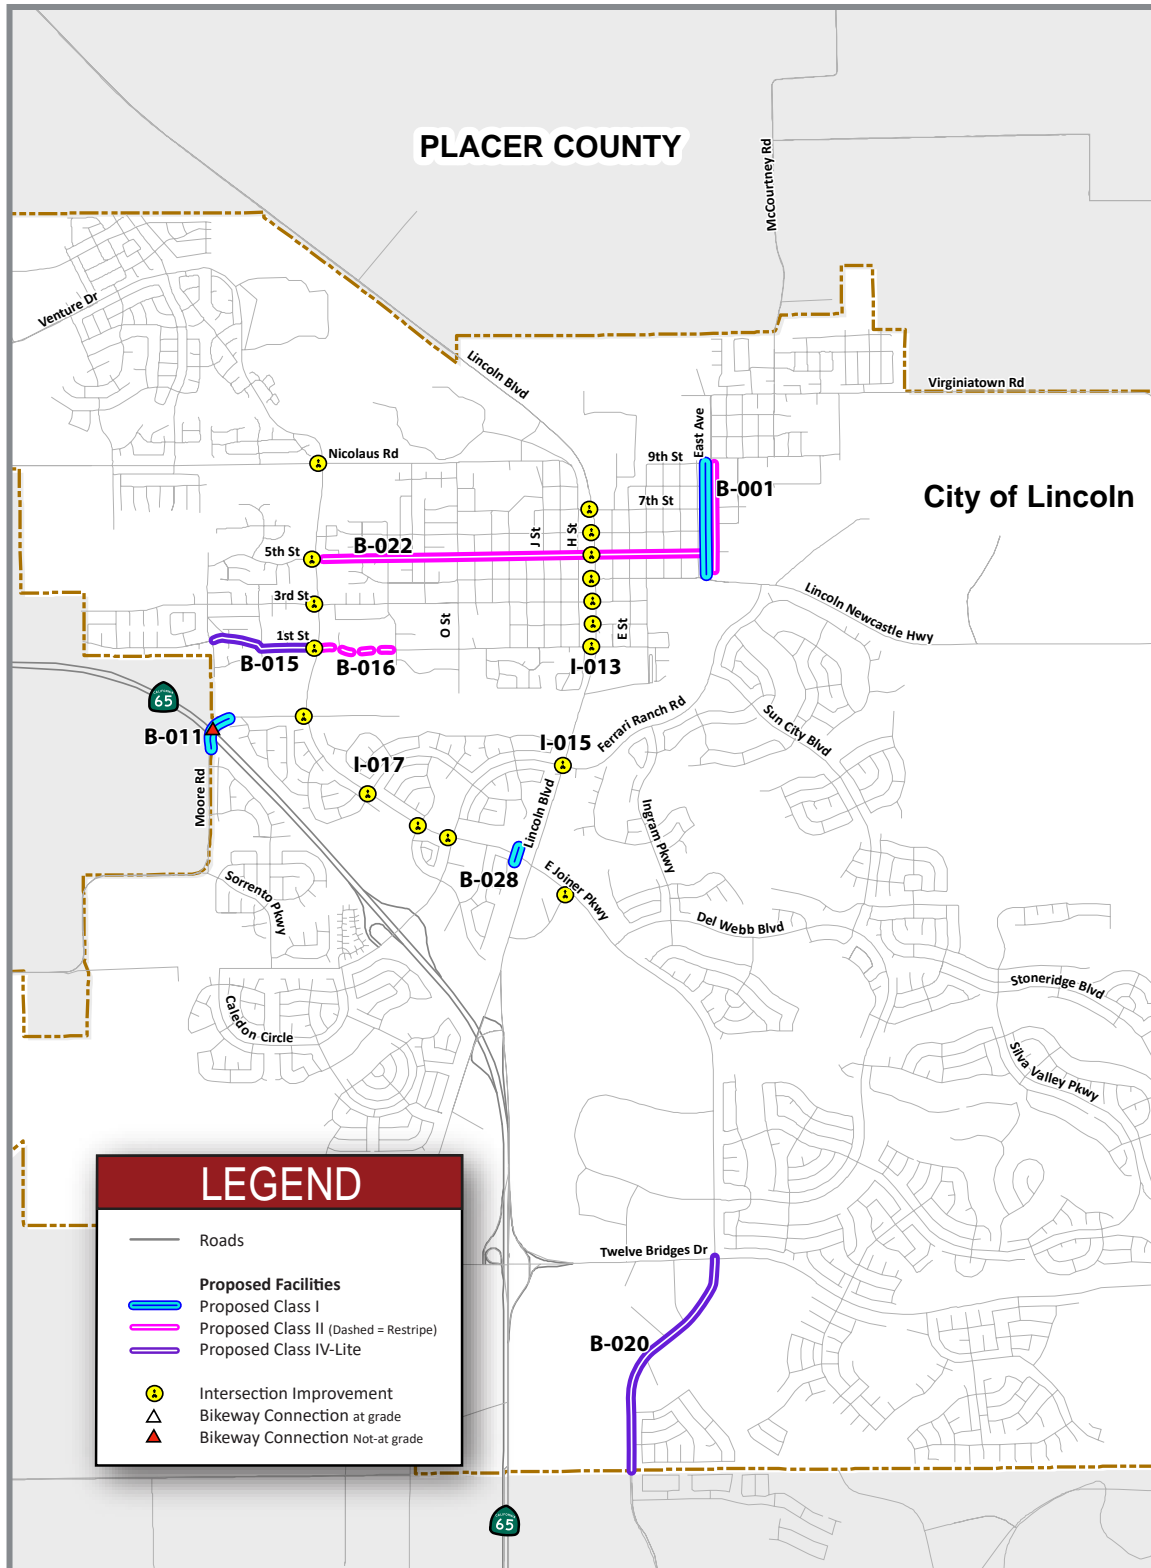 PLACER COUNTY
McCourtney Rd
Venture Dr
Lincoln Blvd
Virginiatown Rd
East Ave
Nicolaus Rd
9th St
B-001
City of Lincoln
7th St
J St
H St
B-022
5th St
3rd St
Lincoln Newcastle Hwy
O St
E St
1st St
B-015
B-016
I-013
CALIFORNIA
65
B-011
Ferrari Ranch Rd
Sun City Blvd
I-015
I-017
Moore Rd
Lincoln Blvd
Ingram Pkwy
B-028
E Joiner Pkwy
Sorrento Pkwy
Del Webb Blvd
Stoneridge Blvd
Caledon Circle
Silva Valley Pkwy
LEGEND
Roads
Proposed Facilities
Proposed Class I
Proposed Class II (Dashed = Restripe)
Proposed Class IV-Lite
Intersection Improvement
Bikeway Connection at grade
Bikeway Connection Not-at grade
Twelve Bridges Dr
B-020
CALIFORNIA
65